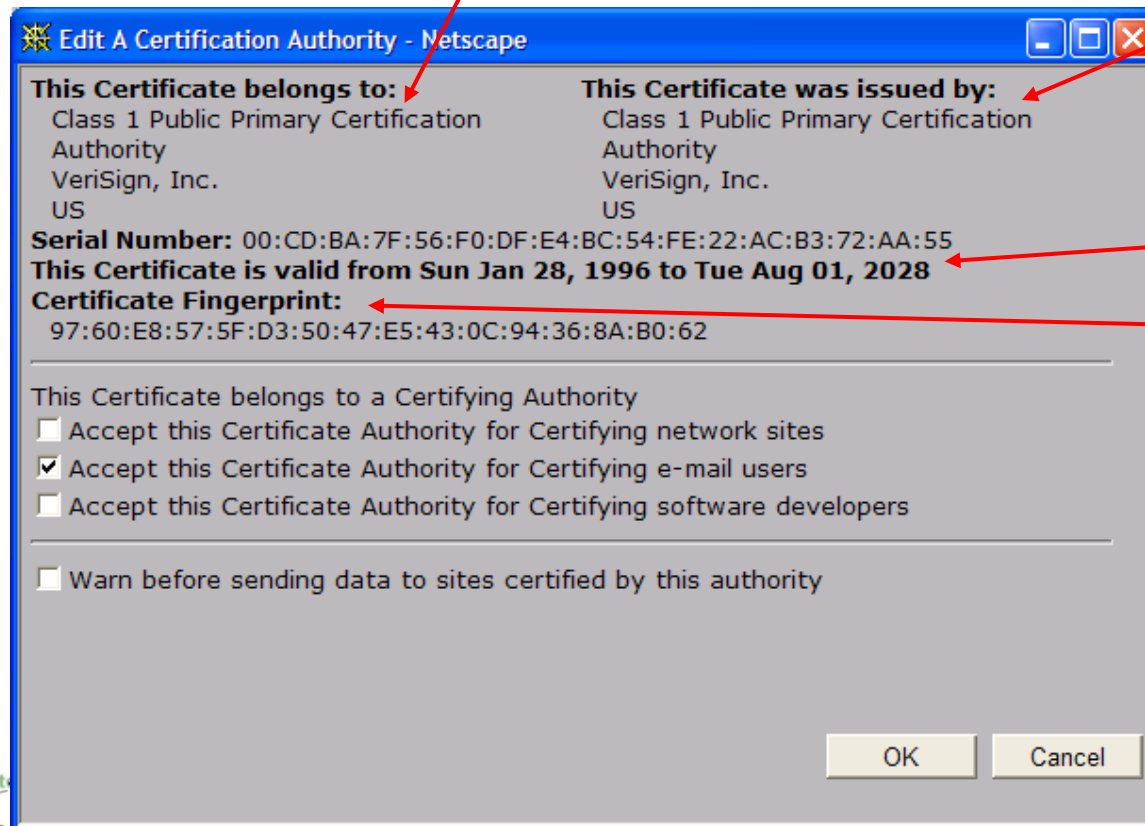 Edit A Certification Authority - Netscape
This Certificate belongs to:
Class 1 Public Primary Certification
Authority
VeriSign, Inc.
US
This Certificate was issued by:
Class 1 Public Primary Certification
Authority
VeriSign, Inc.
US
Serial Number: 00:CD:BA:7F:56:F0:DF:E4:BC:54:FE:22:AC:B3:72:AA:55
This Certificate is valid from Sun Jan 28, 1996 to Tue Aug 01, 2028
Certificate Fingerprint:
97:60:E8:57:5F:D3:50:47:E5:43:0C:94:36:8A:B0:62
This Certificate belongs to a Certifying Authority
Accept this Certificate Authority for Certifying network sites
Accept this Certificate Authority for Certifying e-mail users
Accept this Certificate Authority for Certifying software developers
Warn before sending data to sites certified by this authority
OK Cancel